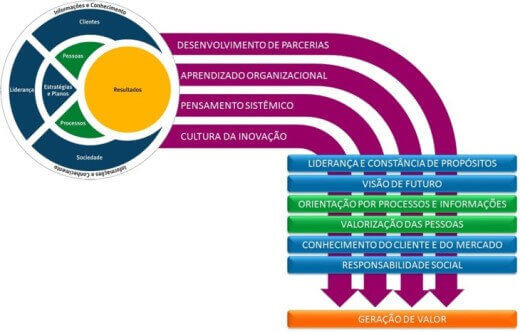 Informações e Conhecimento
Clientes
Pessoas
Liderança
Estratégias
e Planos
Resultados
Processos
Sociedade
Informações e Conhecimento
DESENVOLVIMENTO DE PARCERIAS
APRENDIZADO ORGANIZACIONAL
PENSAMENTO SISTÊMICO
CULTURA DA INOVAÇÃO
LIDERANÇA E CONSTÂNCIA DE PROPÓSITOS
VISÃO DE FUTURO
ORIENTAÇÃO POR PROCESSOS E INFORMAÇÕES
VALORIZAÇÃO DAS PESSOAS
CONHECIMENTO DO CLIENTE E DO MERCADO
RESPONSABILIDADE SOCIAL
GERAÇÃO DE VALOR